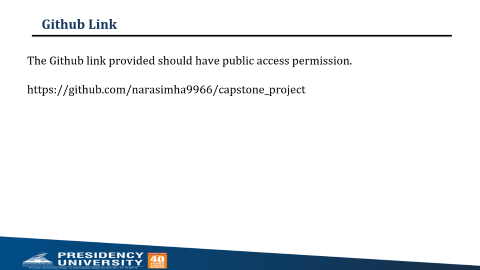 Github Link
The Github link provided should have public access permission.
https://github.com/narasimha9966/capstone_project
PRESIDENCY
UNIVERSITY
40
YEARS